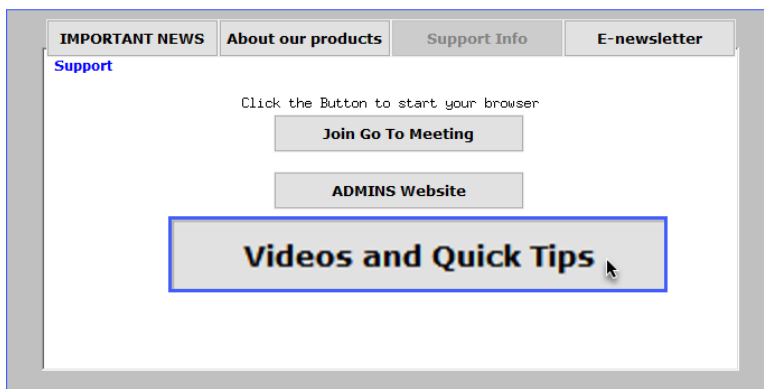 IMPORTANT NEWS About our products Support Info E-newsletter
Support
Click the Button to start your browser
Join Go To Meeting
ADMINS Website
Videos and Quick Tips